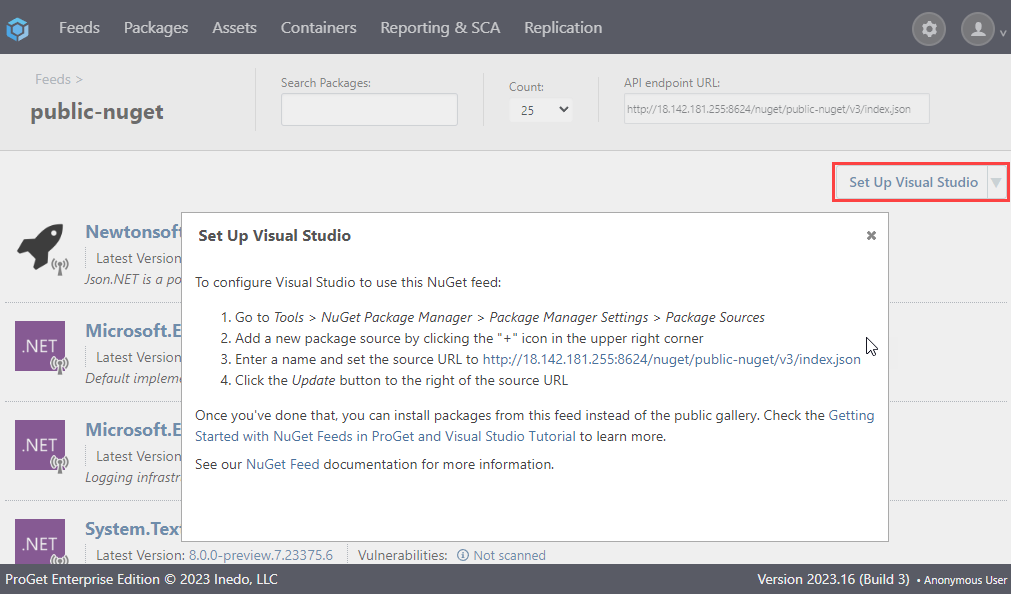 Feeds Packages Assets Containers Reporting & SCA Replication
Feeds >
public-nuget
Search Packages:
Count:
25
API endpoint URL:
http://18.142.181.255:8624/nuget/public-nuget/v3/index.json
Set Up Visual Studio
Newtonsoft
Latest Version
Json.NET is a po
.NET
Microsoft.E
Latest Version
Default impleme
.NET
Microsoft.E
Latest Version
Logging infrastr
.NET
System.Text
Latest Version: 8.0.0-preview.7.23375.6 Vulnerabilities: Not scanned
Set Up Visual Studio
To configure Visual Studio to use this NuGet feed:
1. Go to Tools > NuGet Package Manager > Package Manager Settings > Package Sources
2. Add a new package source by clicking the "+" icon in the upper right corner
3. Enter a name and set the source URL to http://18.142.181.255:8624/nuget/public-nuget/v3/index.json
4. Click the Update button to the right of the source URL
Once you've done that, you can install packages from this feed instead of the public gallery. Check the Getting
Started with NuGet Feeds in ProGet and Visual Studio Tutorial to learn more.
See our NuGet Feed documentation for more information.
ProGet Enterprise Edition © 2023 Inedo, LLC
Version 2023.16 (Build 3) • Anonymous User